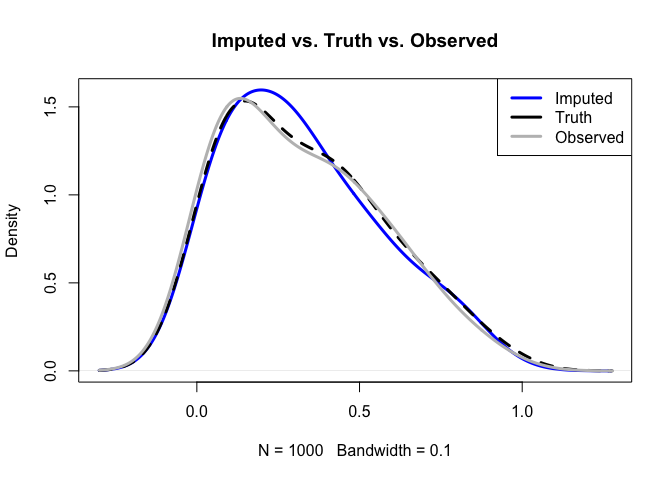 Imputed vs. Truth vs. Observed
Imputed
Truth
Observed
Density
1.5
1.0
0.5
0.0
0.0 0.5 1.0
N = 1000 Bandwidth = 0.1